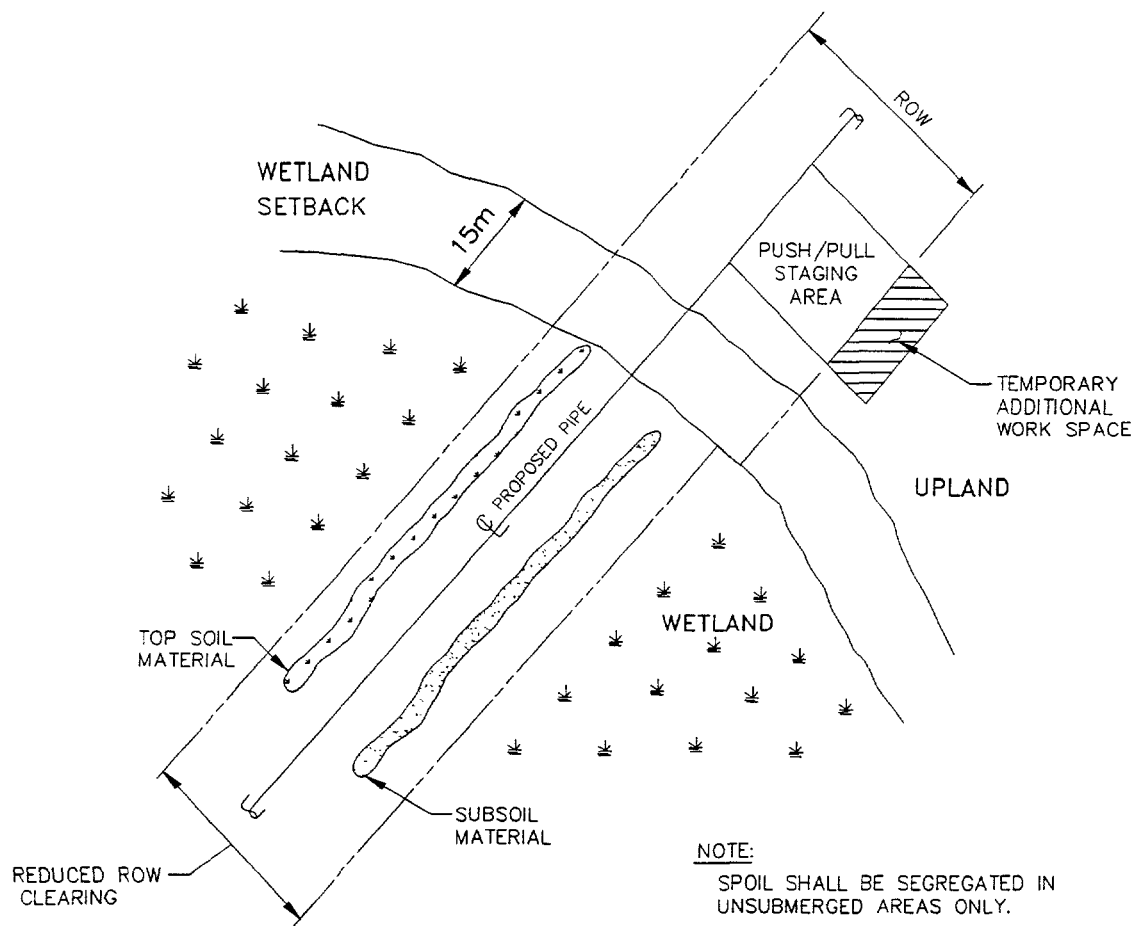 ROW
WETLAND
SETBACK
15m
PUSH/PULL
STAGING
AREA
TEMPORARY
ADDITIONAL
WORK SPACE
UPLAND
℄ PROPOSED PIPE
WETLAND
TOP SOIL
MATERIAL
SUBSOIL
MATERIAL
REDUCED ROW
CLEARING
NOTE:
SPOIL SHALL BE SEGREGATED IN
UNSUBMERGED AREAS ONLY.